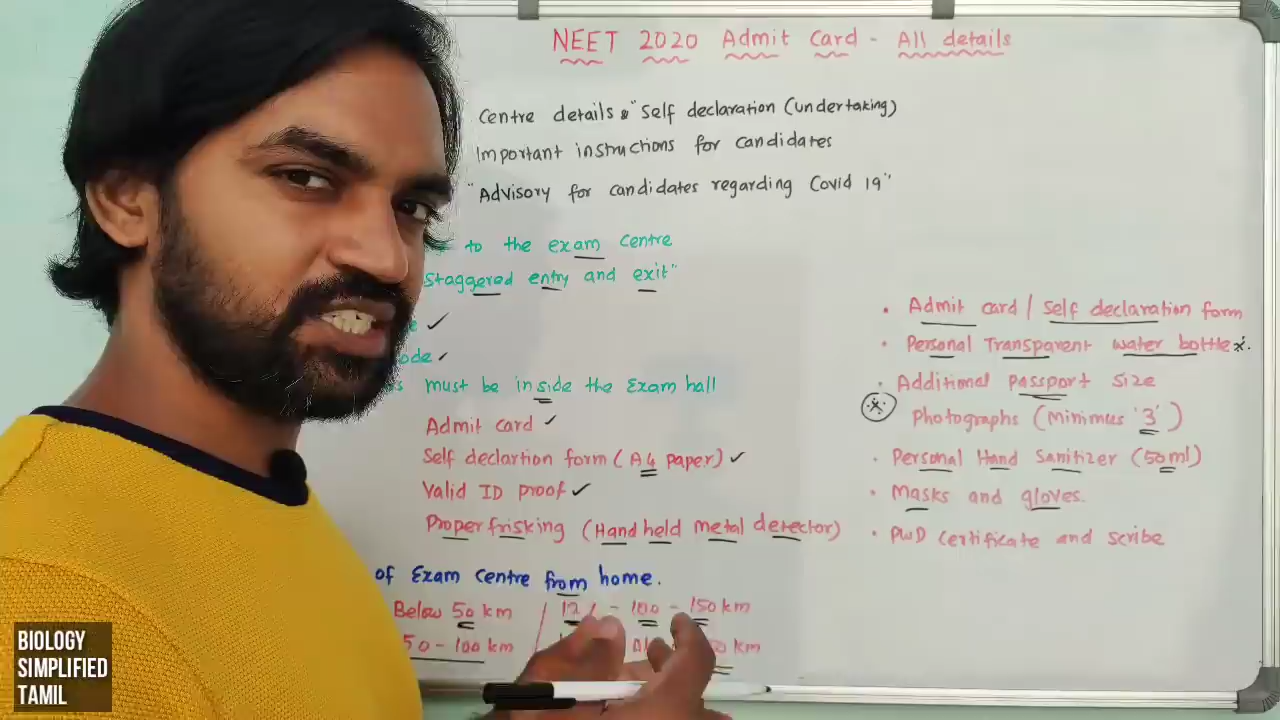 NEET 2020 Admit Card - All details
Centre details & "Self declaration (undertaking)
Important instructions for candidates
"Advisory for candidates regarding Covid 19"
to the exam centre
staggered entry and exit"
must be inside the Exam hall
Admit card ✓
Self declartion form (A4 paper) ✓
Valid ID proof ✓
Proper frisking (Hand held metal detector)
of Exam Centre from home.
Below 50 km
- 100 - 150 km
50 - 100 km
km
• Admit card / Self declaration form
• Personal Transparent water bottle
• Additional Passport Size
Photographs (Minimum '3')
• Personal Hand Sanitizer (50ml)
• Masks and gloves.
• PwD certificate and scribe
BIOLOGY
SIMPLIFIED
TAMIL